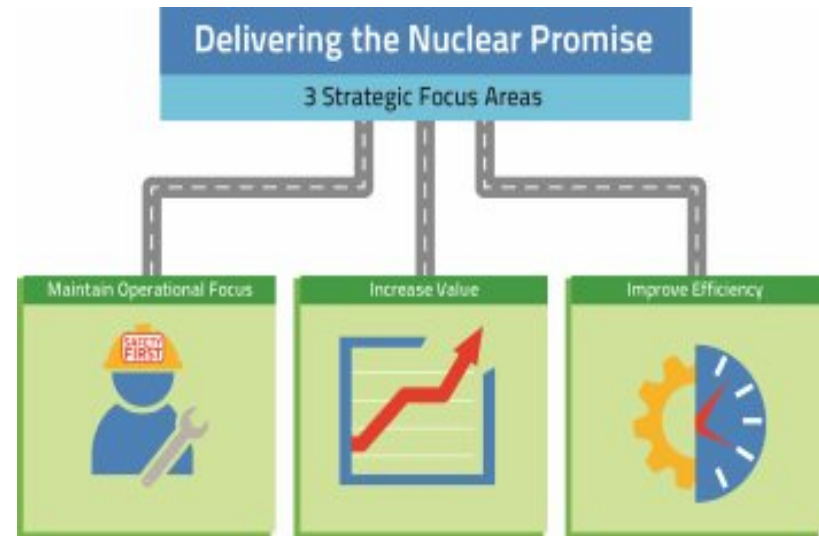 Delivering the Nuclear Promise
3 Strategic Focus Areas
Maintain Operational Focus
Increase Value
Improve Efficiency
SAFETY
FIRST